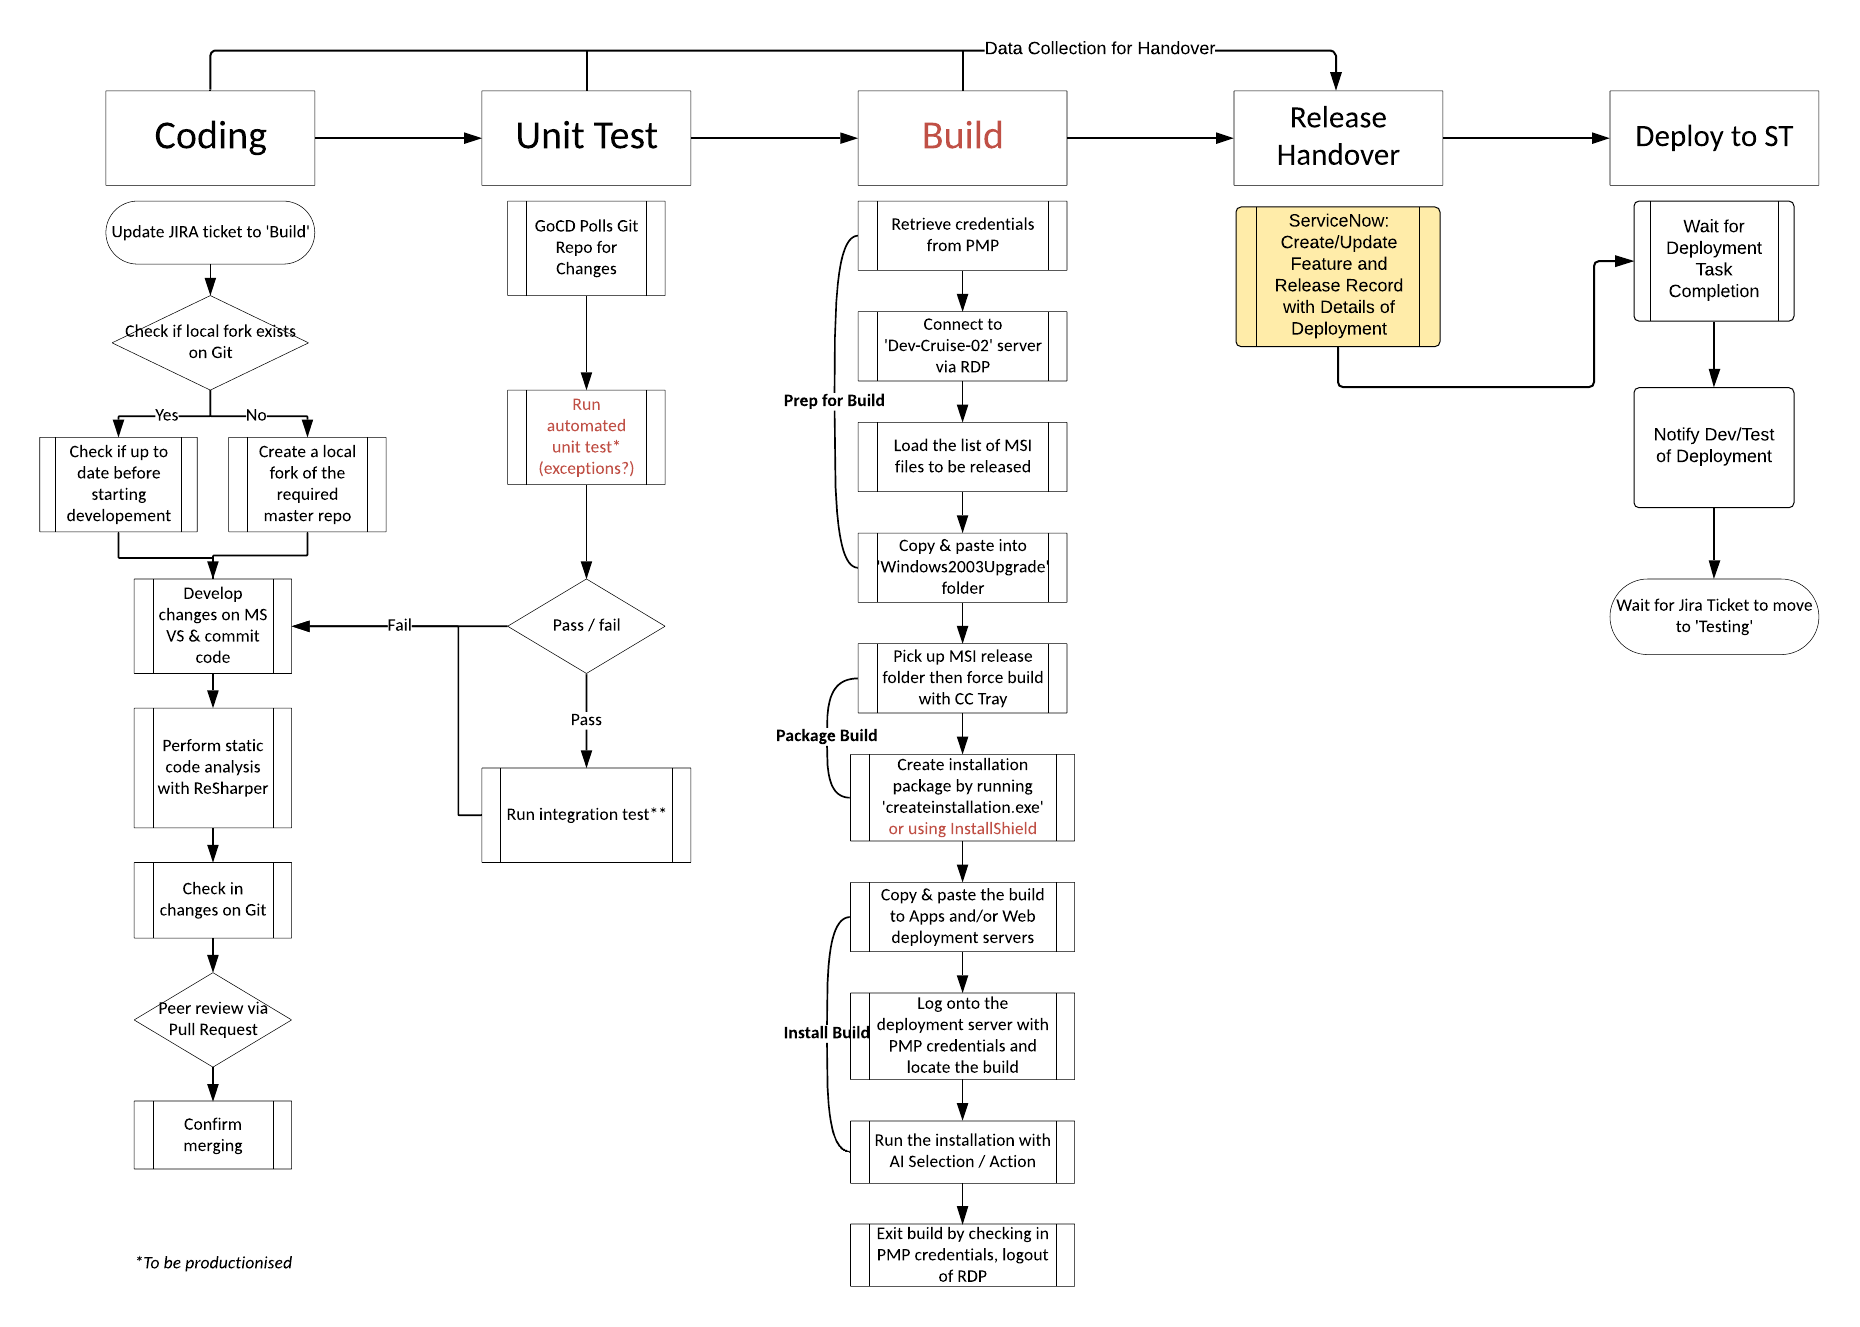 Data Collection for Handover
Coding
Unit Test
Build
Release
Handover
Deploy to ST
Update JIRA ticket to 'Build'
Check if local fork exists
on Git
Yes
No
Check if up to
date before
starting
developement
Create a local
fork of the
required
master repo
Develop
changes on MS
VS & commit
code
Perform static
code analysis
with ReSharper
Check in
changes on Git
Peer review via
Pull Request
Confirm
merging
*To be productionised
GoCD Polls Git
Repo for
Changes
Run
automated
unit test*
(exceptions?)
Pass / fail
Fail
Pass
Run integration test**
Retrieve credentials
from PMP
Connect to
'Dev-Cruise-02' server
via RDP
Prep for Build
Load the list of MSI
files to be released
Copy & paste into
'Windows2003Upgrade'
folder
Pick up MSI release
folder then force build
with CC Tray
Package Build
Create installation
package by running
'createinstallation.exe'
or using InstallShield
Copy & paste the build
to Apps and/or Web
deployment servers
Install Build
Log onto the
deployment server with
PMP credentials and
locate the build
Run the installation with
AI Selection / Action
Exit build by checking in
PMP credentials, logout
of RDP
ServiceNow:
Create/Update
Feature and
Release Record
with Details of
Deployment
Wait for
Deployment
Task
Completion
Notify Dev/Test
of Deployment
Wait for Jira Ticket to move
to 'Testing'